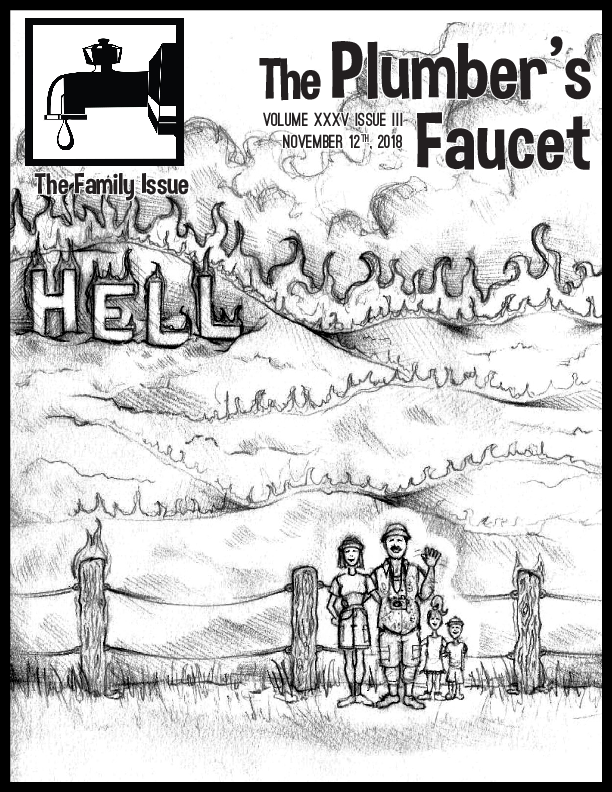 The Plumber's
Faucet
VOLUME XXXV ISSUE III
NOVEMBER 12TH, 2018
The Family Issue
HELL